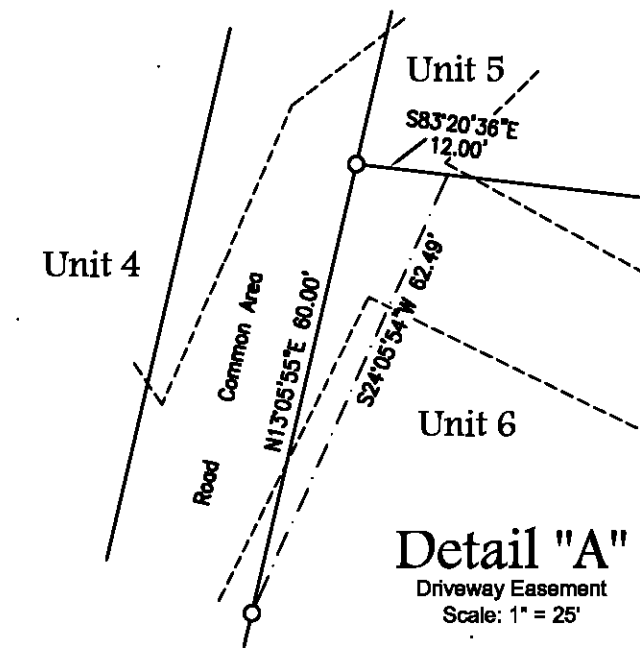 Unit 5
S83°20'36"E
12.00'
Unit 4
Road Common Area
N13°05'55"E 60.00'
S24°05'54"W 62.49'
Unit 6
Detail "A"
Driveway Easement
Scale: 1" = 25'